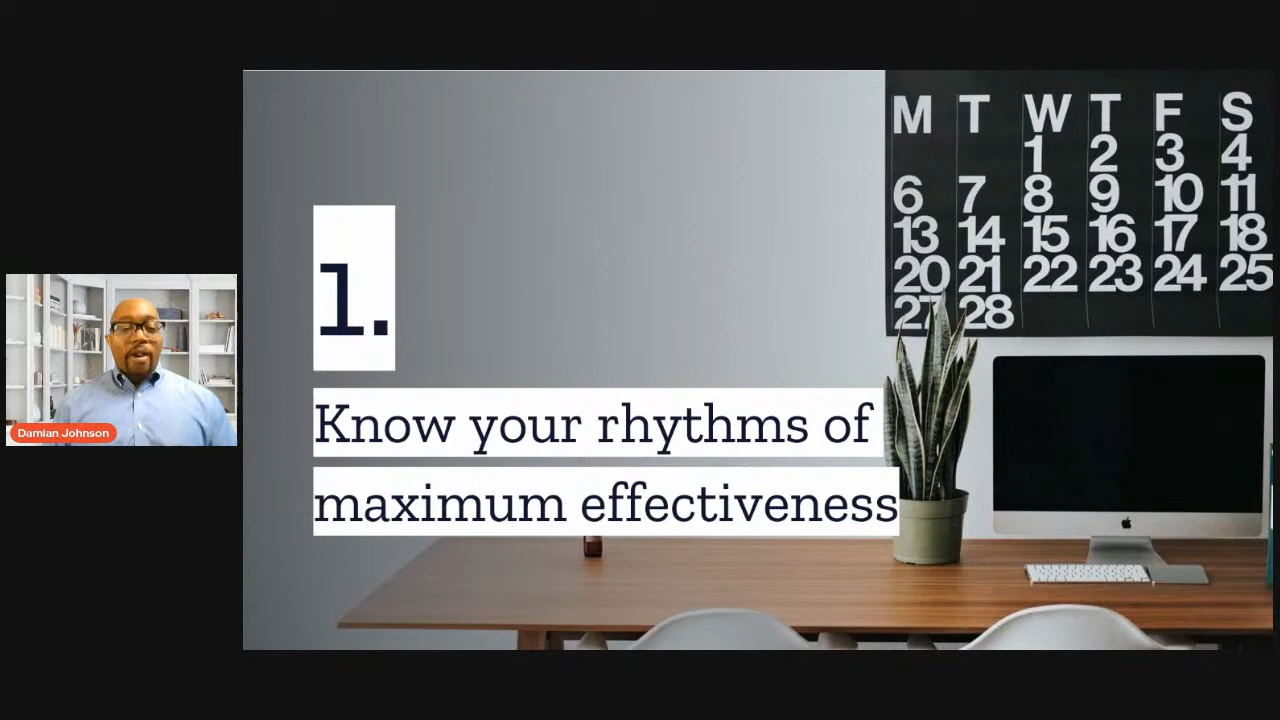 1.
Know your rhythms of
maximum effectiveness
M T W T F S
1 2 3 4
6 7 8 9 10 11
13 14 15 16 17 18
20 21 22 23 24 25
27 28
Damian Johnson